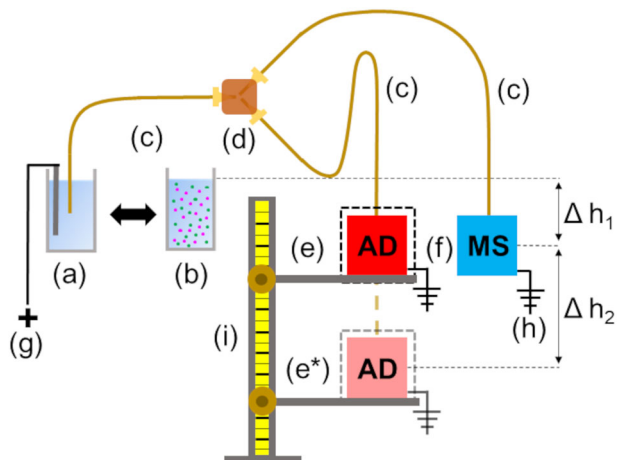 (c)
(c)
(c)
(d)
(a)
(b)
(e)
AD
(f)
MS
Δ h₁
+
(g)
(h)
Δ h₂
(i)
(e*)
AD